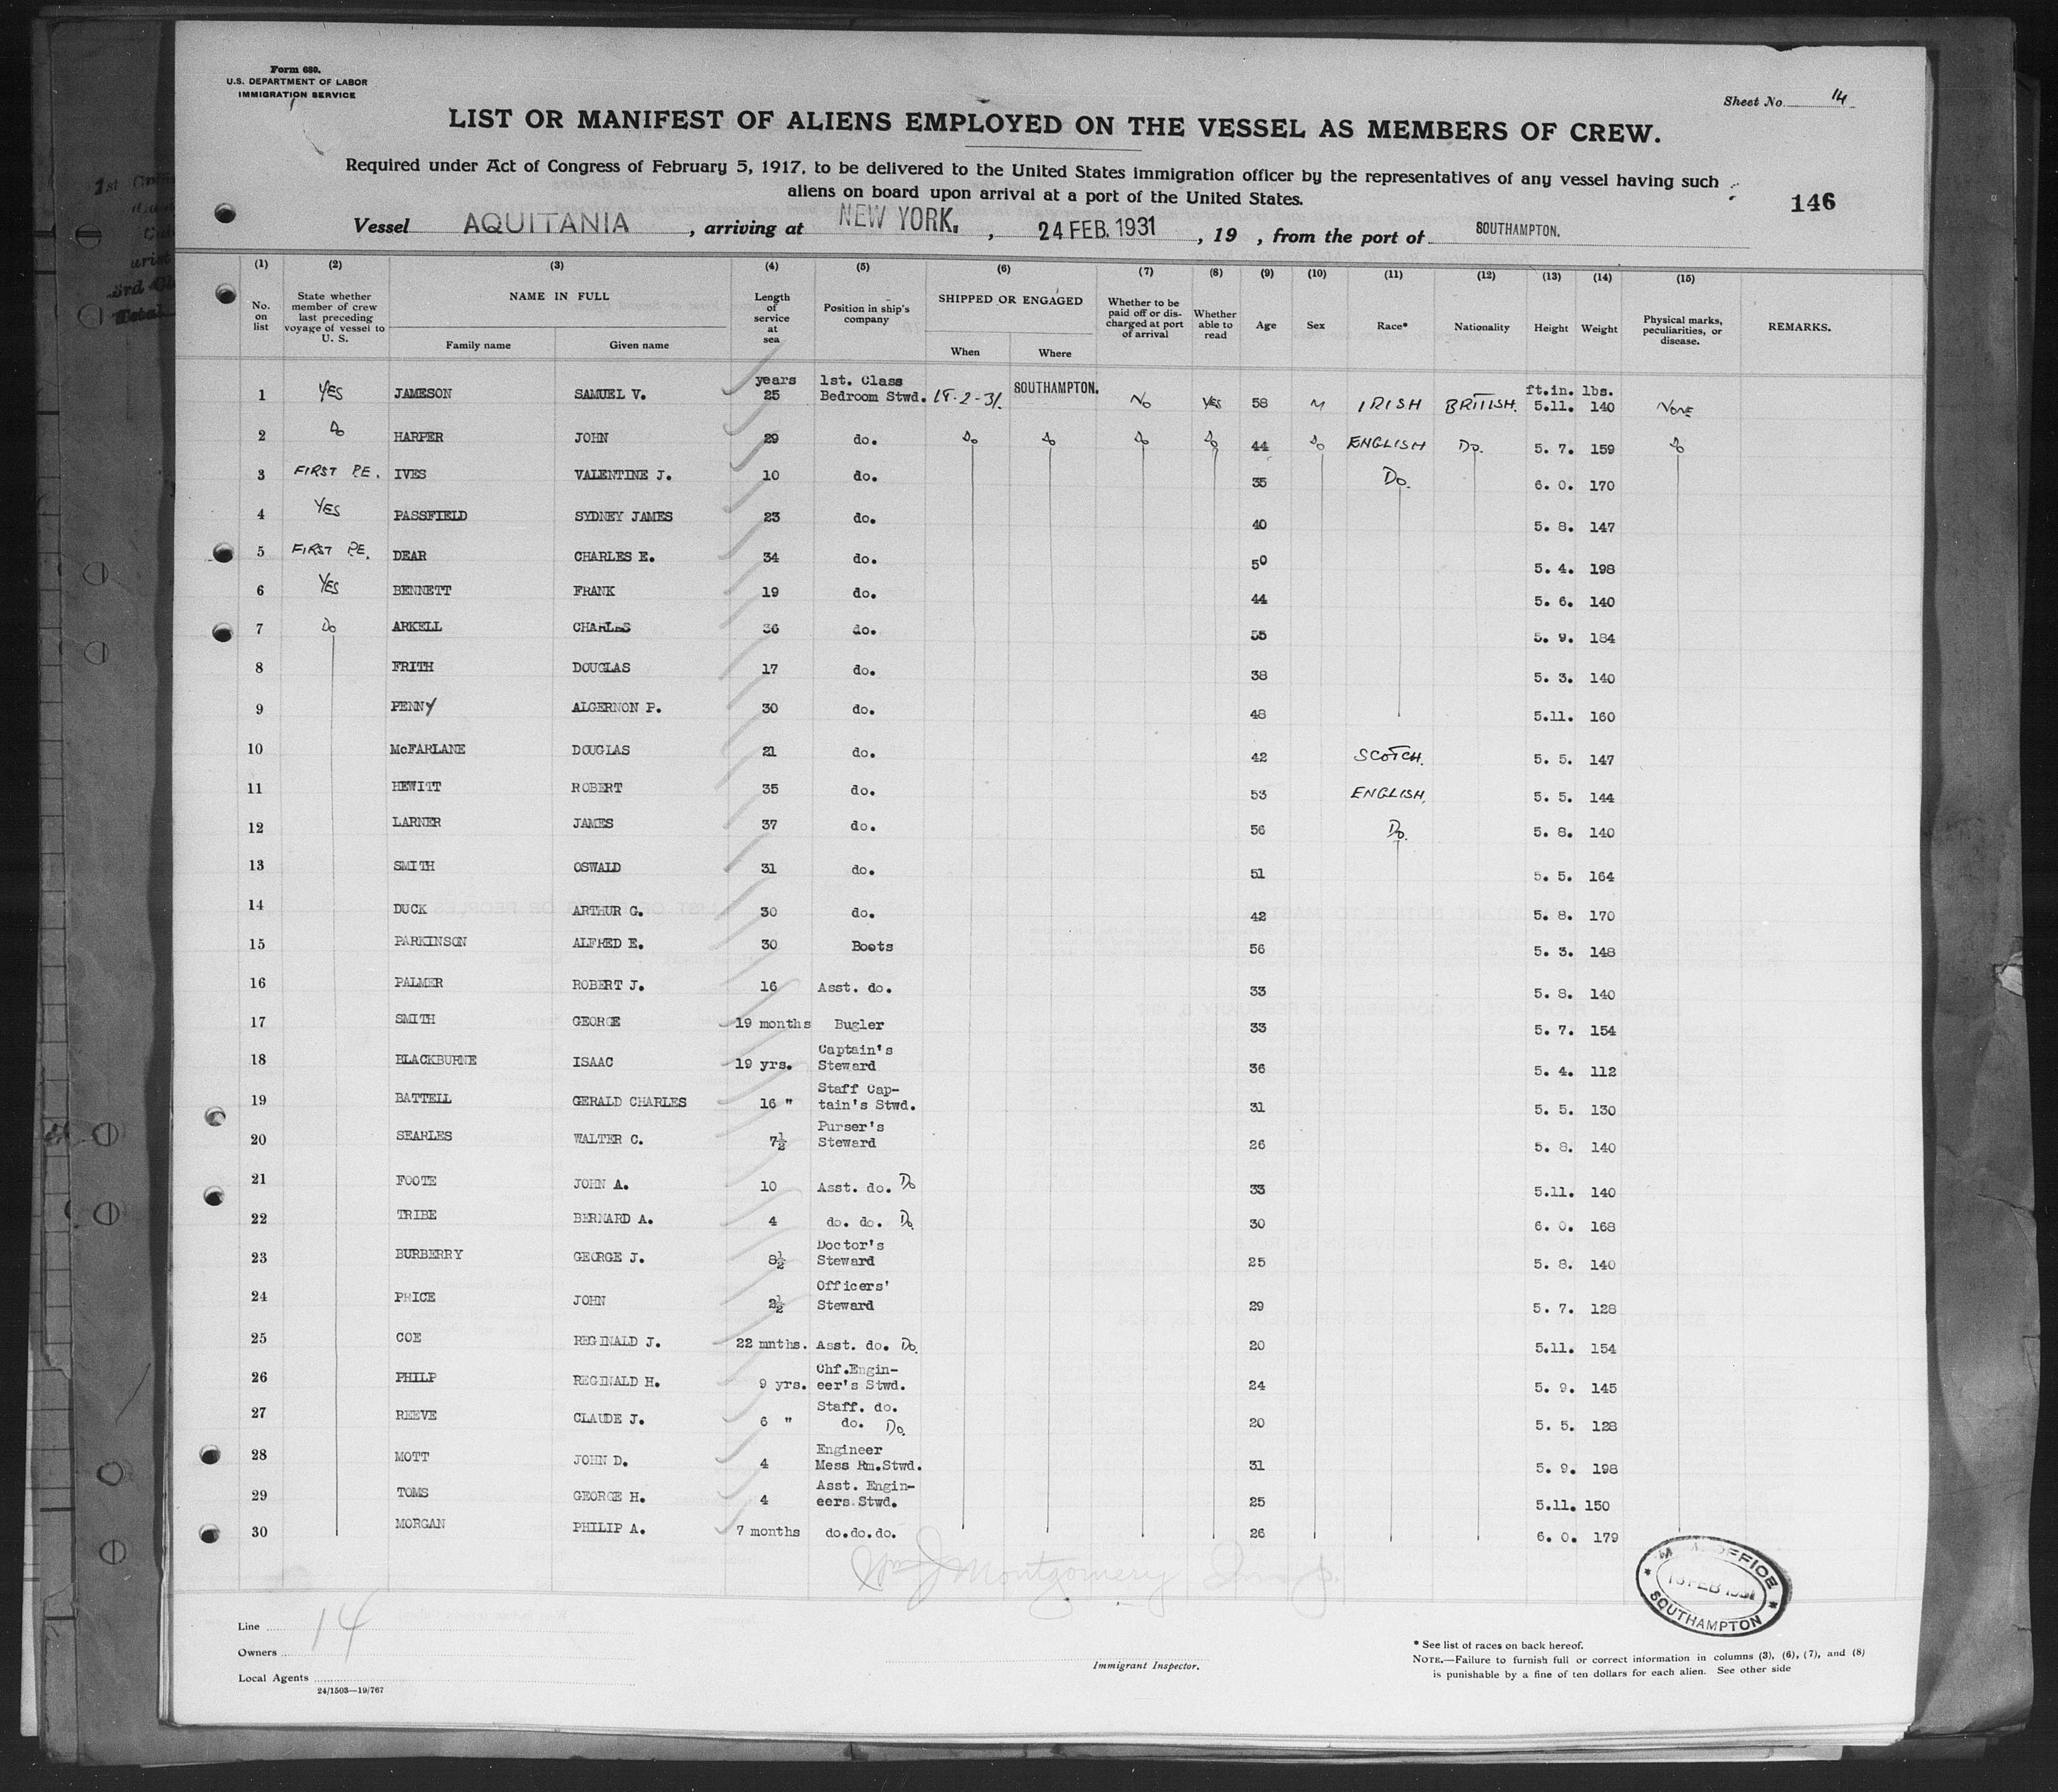 Form 680.
U.S. DEPARTMENT OF LABOR
IMMIGRATION SERVICE
Sheet No. 14
LIST OR MANIFEST OF ALIENS EMPLOYED ON THE VESSEL AS MEMBERS OF CREW.
Required under Act of Congress of February 5, 1917, to be delivered to the United States immigration officer by the representatives of any vessel having such
aliens on board upon arrival at a port of the United States.
146
Vessel AQUITANIA, arriving at NEW YORK., 24 FEB. 1931, 19 , from the port of SOUTHAMPTON.
(1) (2) (3) (4) (5) (6) (7) (8) (9) (10) (11) (12) (13) (14) (15)
No. on list State whether member of crew last preceding voyage of vessel to U. S. NAME IN FULL Family name Given name Length of service at sea Position in ship's company SHIPPED OR ENGAGED When Where Whether to be paid off or discharged at port of arrival Whether able to read Age Sex Race* Nationality Height Weight Physical marks, peculiarities, or disease. REMARKS.
1 YES JAMESON SAMUEL V. years 25 1st. Class Bedroom Stwd. 18-2-31. SOUTHAMPTON. No YES 58 M IRISH BRITISH. ft.in. 5.11. lbs. 140 NONE
2 Do HARPER JOHN 29 do. Do Do Do Do 44 Do ENGLISH Do. 5. 7. 159 Do
3 FIRST PE. IVES VALENTINE J. 10 do. 35 Do. 6. 0. 170
4 YES PASSFIELD SYDNEY JAMES 23 do. 40 5. 8. 147
5 FIRST PE. DEAR CHARLES E. 34 do. 50 5. 4. 198
6 YES BENNETT FRANK 19 do. 44 5. 6. 140
7 Do ARKELL CHARLES 36 do. 55 5. 9. 184
8 FRITH DOUGLAS 17 do. 38 5. 3. 140
9 PENNY ALGERNON P. 30 do. 48 5.11. 160
10 McFARLANE DOUGLAS 21 do. 42 SCOTCH. 5. 5. 147
11 HEWITT ROBERT 35 do. 53 ENGLISH. 5. 5. 144
12 LARNER JAMES 37 do. 56 Do. 5. 8. 140
13 SMITH OSWALD 31 do. 51 5. 5. 164
14 DUCK ARTHUR G. 30 do. 42 5. 8. 170
15 PARKINSON ALFRED E. 30 Boots 56 5. 3. 148
16 PALMER ROBERT J. 16 Asst. do. 33 5. 8. 140
17 SMITH GEORGE 19 months Bugler 33 5. 7. 154
18 BLACKBURNE ISAAC 19 yrs. Captain's Steward 36 5. 4. 112
19 BATTELL GERALD CHARLES 16 " Staff Cap- tain's Stwd. 31 5. 5. 130
20 SEARLES WALTER C. 7½ Purser's Steward 26 5. 8. 140
21 FOOTE JOHN A. 10 Asst. do. Do 33 5.11. 140
22 TRIBE BERNARD A. 4 do. do. Do. 30 6. 0. 168
23 BURBERRY GEORGE J. 8½ Doctor's Steward 25 5. 8. 140
24 PRICE JOHN 2½ Officers' Steward 29 5. 7. 128
25 COE REGINALD J. 22 mnths. Asst. do. Do. 20 5.11. 154
26 PHILP REGINALD H. 9 yrs. Chf.Engin- eer's Stwd. 24 5. 9. 145
27 REEVE CLAUDE J. 6 " Staff. do. do. Do. 20 5. 5. 128
28 MOTT JOHN D. 4 Engineer Mess Rm.Stwd. 31 5. 9. 198
29 TOMS GEORGE H. 4 Asst. Engin- eers Stwd. 25 5.11. 150
30 MORGAN PHILIP A. 7 months do.do.do. 26 6. 0. 179
Montgomery
OFFICE
FEB 1931
SOUTHAMPTON
Line
14
Owners
Local Agents
24/1503—19/767
Immigrant Inspector.
* See list of races on back hereof.
NOTE.—Failure to furnish full or correct information in columns (3), (6), (7), and (8)
is punishable by a fine of ten dollars for each alien. See other side